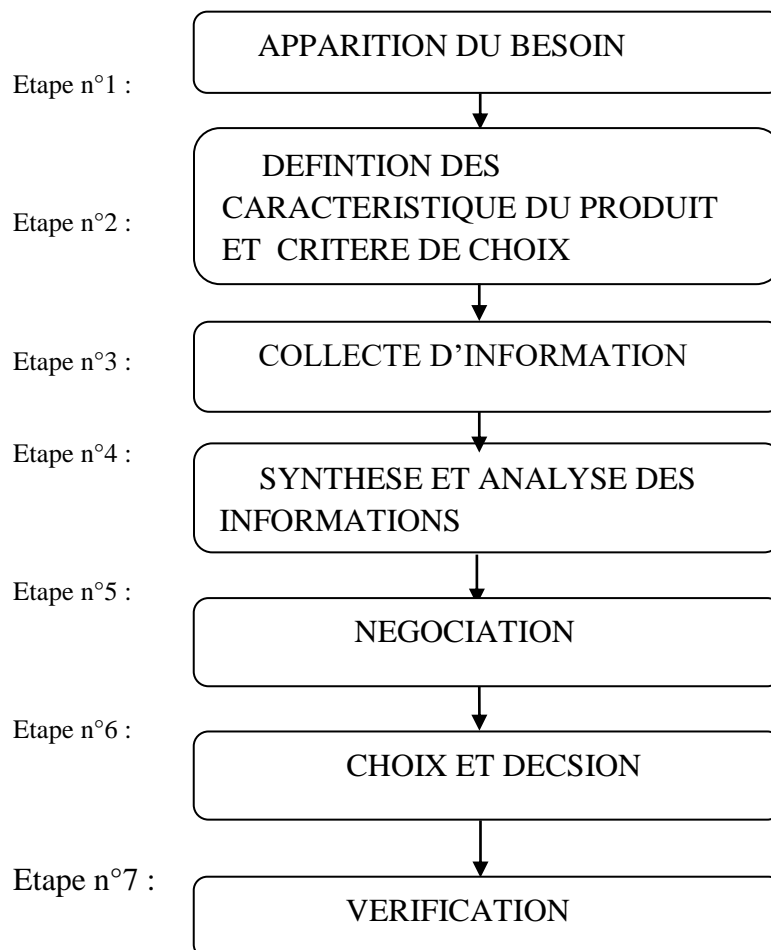 APPARITION DU BESOIN
Etape n°1 :
DEFINTION DES
CARACTERISTIQUE DU PRODUIT
Etape n°2 :
ET CRITERE DE CHOIX
COLLECTE D’INFORMATION
Etape n°3 :
Etape n°4 :
SYNTHESE ET ANALYSE DES
INFORMATIONS
Etape n°5 :
NEGOCIATION
Etape n°6 :
CHOIX ET DECSION
Etape n°7 :
VERIFICATION